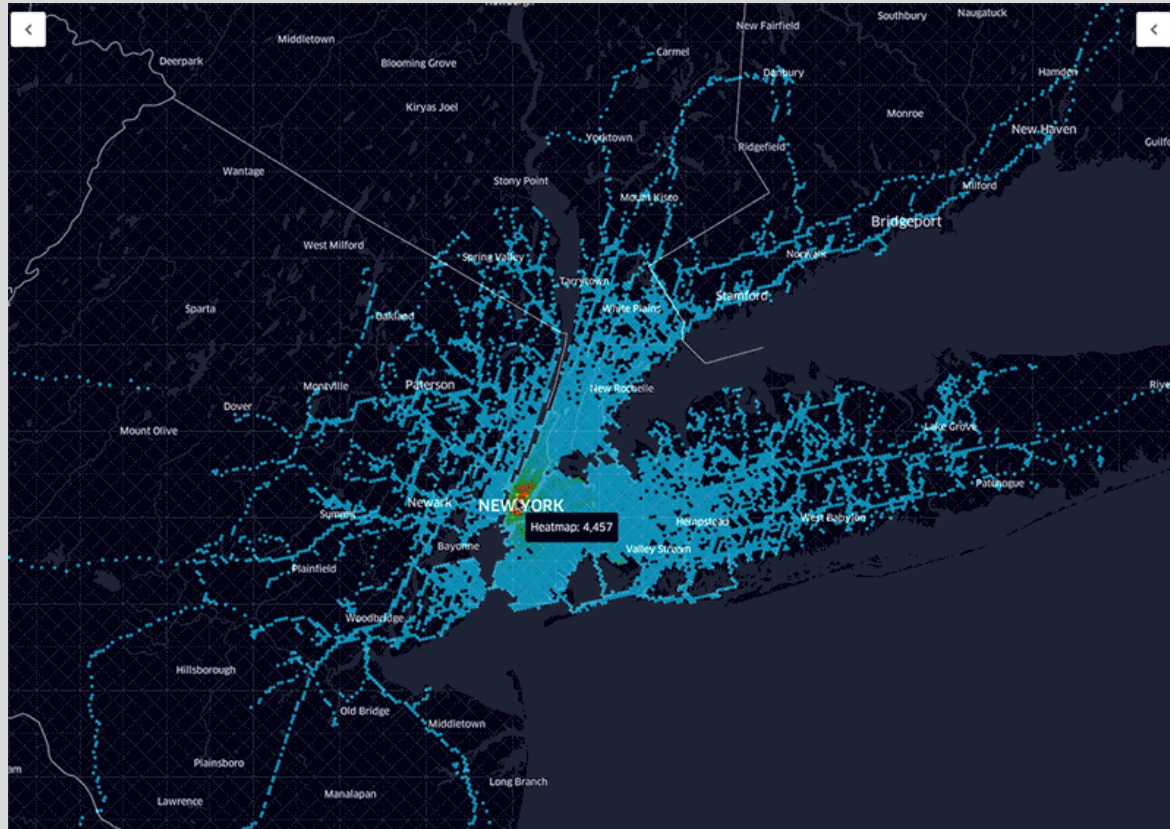 Southbury
Naugatuck
New Fairfield
Middletown
Carmel
Deerpark
Blooming Grove
Danbury
Hamden
Kiryas Joel
Monroe
New Haven
Yorktown
Ridgefield
Wantage
Stony Point
Milford
Mount Kisco
Bridgeport
West Milford
Spring Valley
Norwalk
Tarrytown
Stamford
Sparta
Oakland
White Plains
Montville
Paterson
New Rochelle
Dover
Mount Olive
Lake Grove
Patchogue
Newark
NEW YORK
Summit
Heatmap: 4,457
Hempstead
West Babylon
Bayonne
Valley Stream
Plainfield
Woodbridge
Hillsborough
Old Bridge
Middletown
Plainsboro
Long Branch
Lawrence
Manalapan